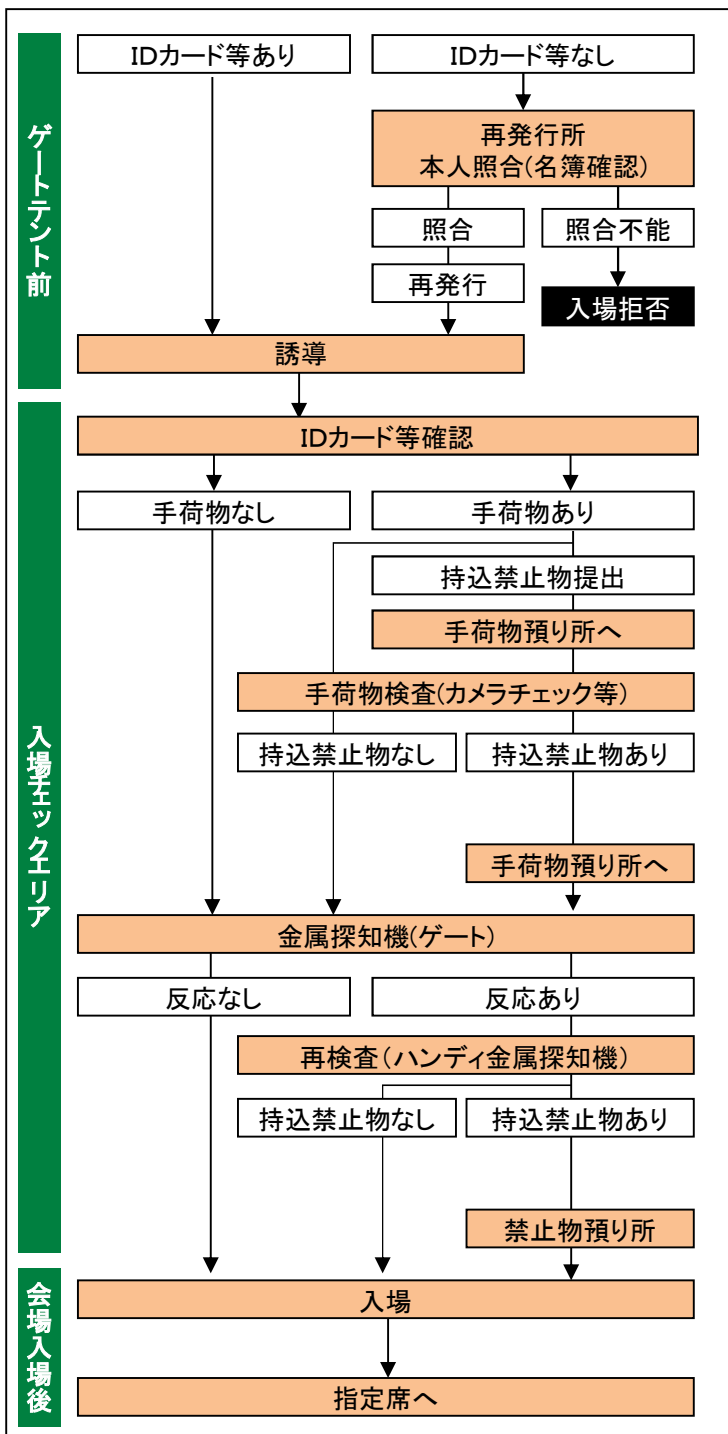 ゲートテント前
IDカード等あり
IDカード等なし
再発行所
本人照合(名簿確認)
照合
照合不能
再発行
入場拒否
誘導
入場チェックエリア
IDカード等確認
手荷物なし
手荷物あり
持込禁止物提出
手荷物預り所へ
手荷物検査(カメラチェック等)
持込禁止物なし
持込禁止物あり
手荷物預り所へ
金属探知機(ゲート)
反応なし
反応あり
再検査(ハンディ金属探知機)
持込禁止物なし
持込禁止物あり
禁止物預り所
会場入場後
入場
指定席へ